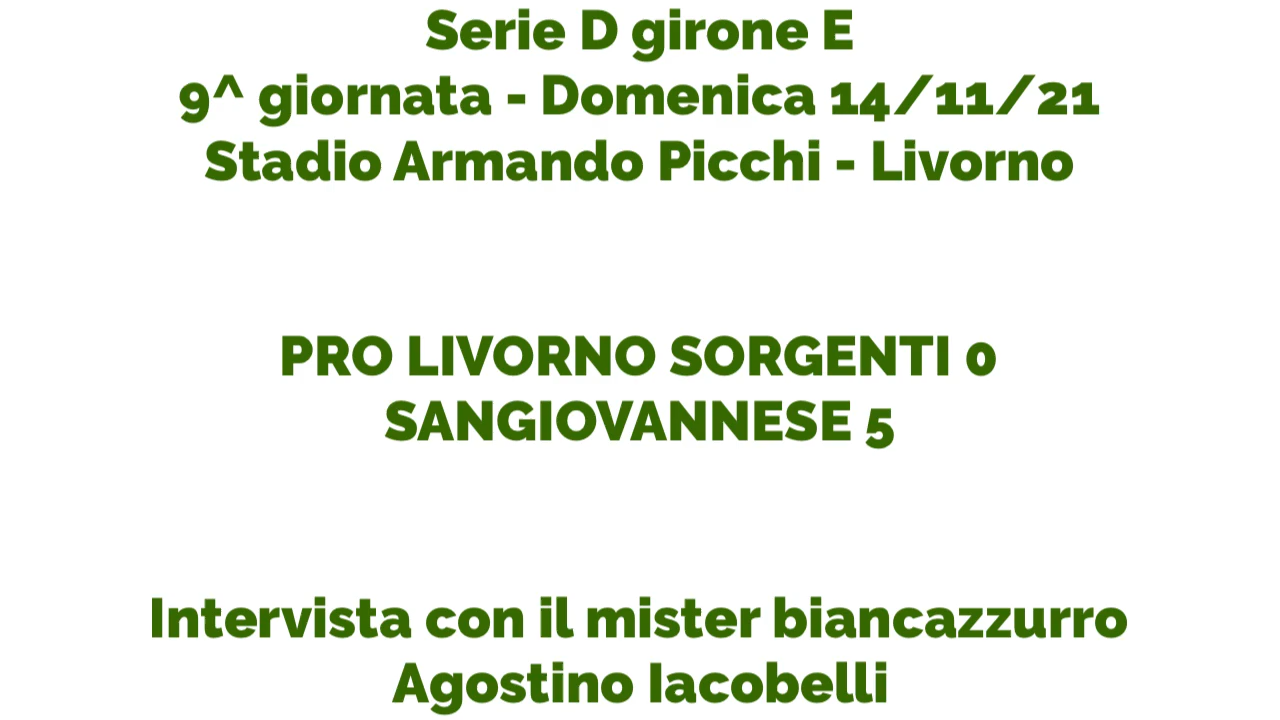 Serie D girone E
9^ giornata - Domenica 14/11/21
Stadio Armando Picchi - Livorno
PRO LIVORNO SORGENTI 0
SANGIOVANNESE 5
Intervista con il mister biancazzurro
Agostino Iacobelli